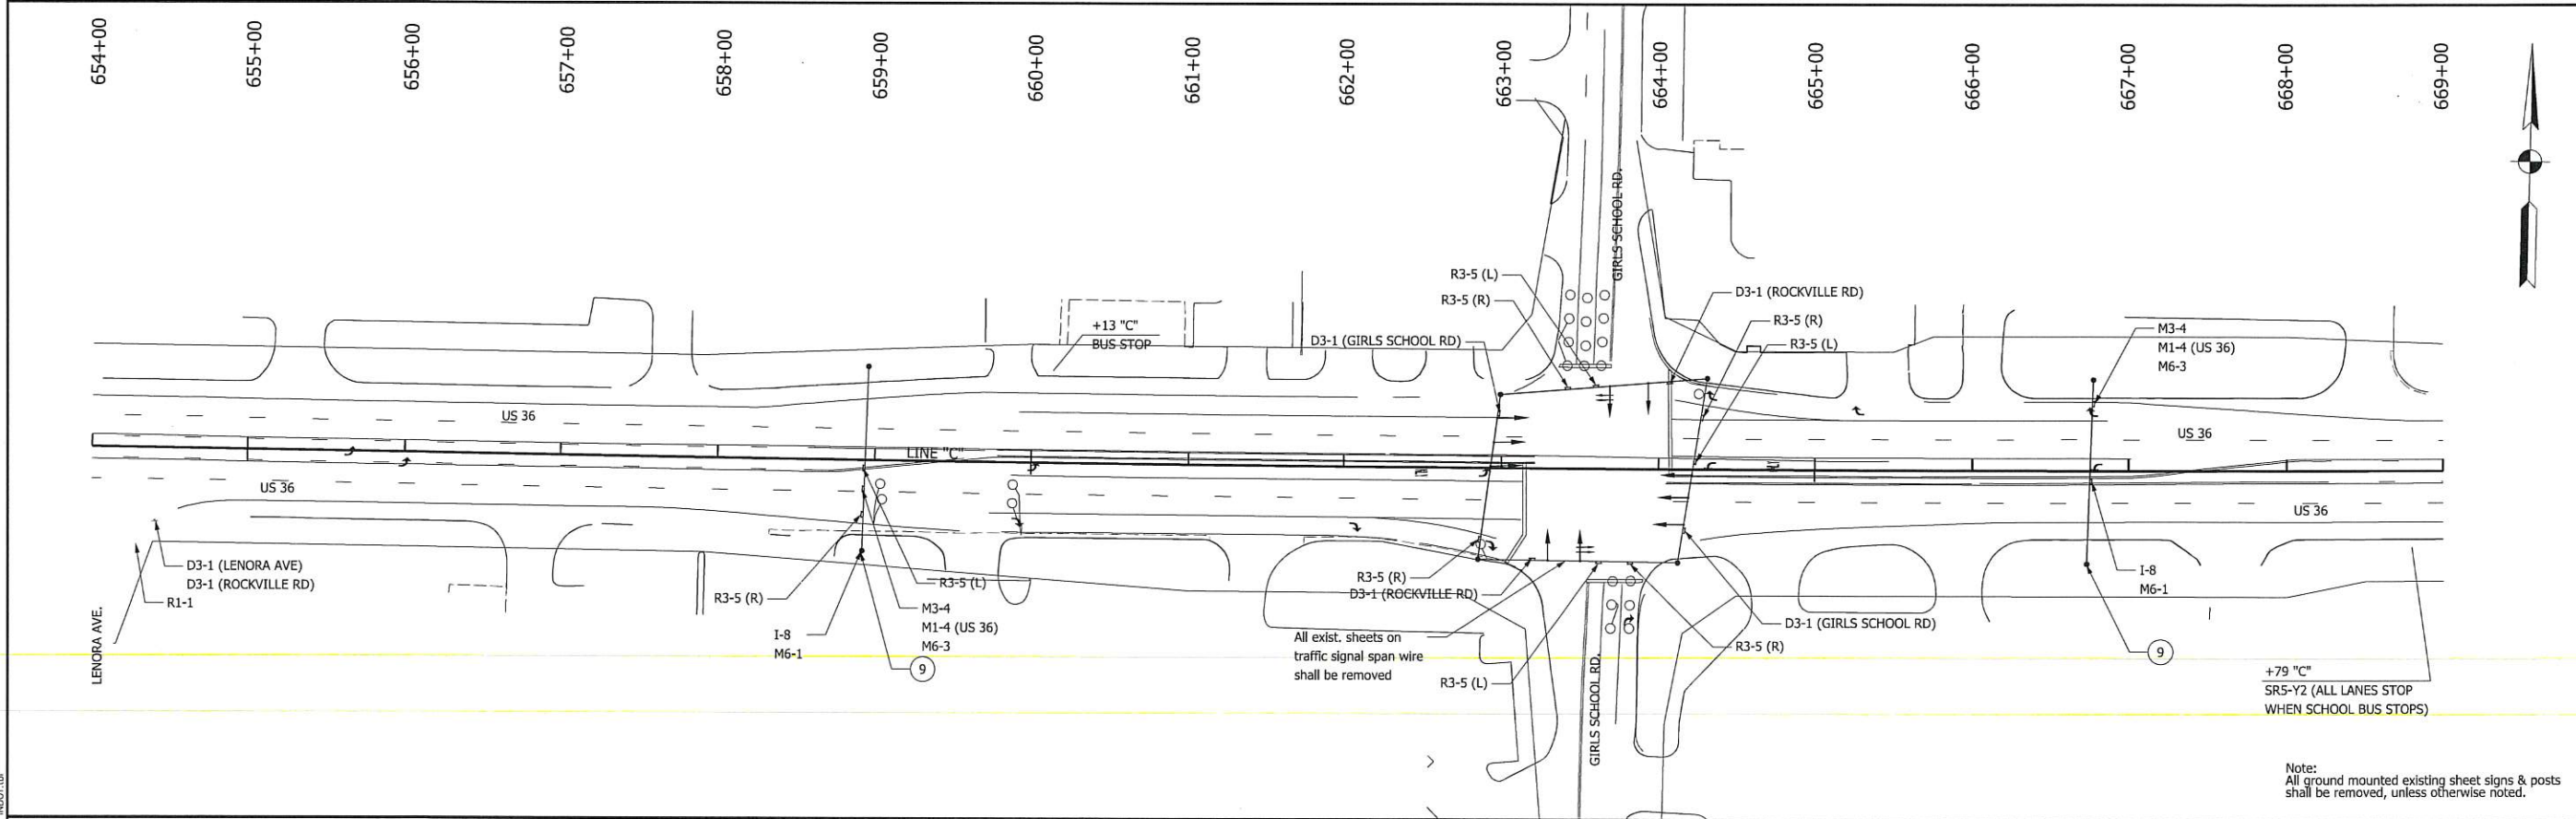 654+00
655+00
656+00
657+00
658+00
659+00
660+00
661+00
662+00
663+00
664+00
665+00
666+00
667+00
668+00
669+00
GIRLS SCHOOL RD.
R3-5 (L)
R3-5 (R)
D3-1 (GIRLS SCHOOL RD)
D3-1 (ROCKVILLE RD)
R3-5 (R)
R3-5 (L)
+13 "C"
BUS STOP
M3-4
M1-4 (US 36)
M6-3
US 36
US 36
LINE "C"
US 36
US 36
D3-1 (LENORA AVE)
D3-1 (ROCKVILLE RD)
R1-1
LENORA AVE.
R3-5 (R)
R3-5 (L)
I-8
M6-1
M3-4
M1-4 (US 36)
M6-3
9
R3-5 (R)
D3-1 (ROCKVILLE RD)
All exist. sheets on
traffic signal span wire
shall be removed
R3-5 (L)
GIRLS SCHOOL RD.
R3-5 (R)
D3-1 (GIRLS SCHOOL RD)
I-8
M6-1
9
+79 "C"
SR5-Y2 (ALL LANES STOP
WHEN SCHOOL BUS STOPS)
Note:
All ground mounted existing sheet signs & posts
shall be removed, unless otherwise noted.